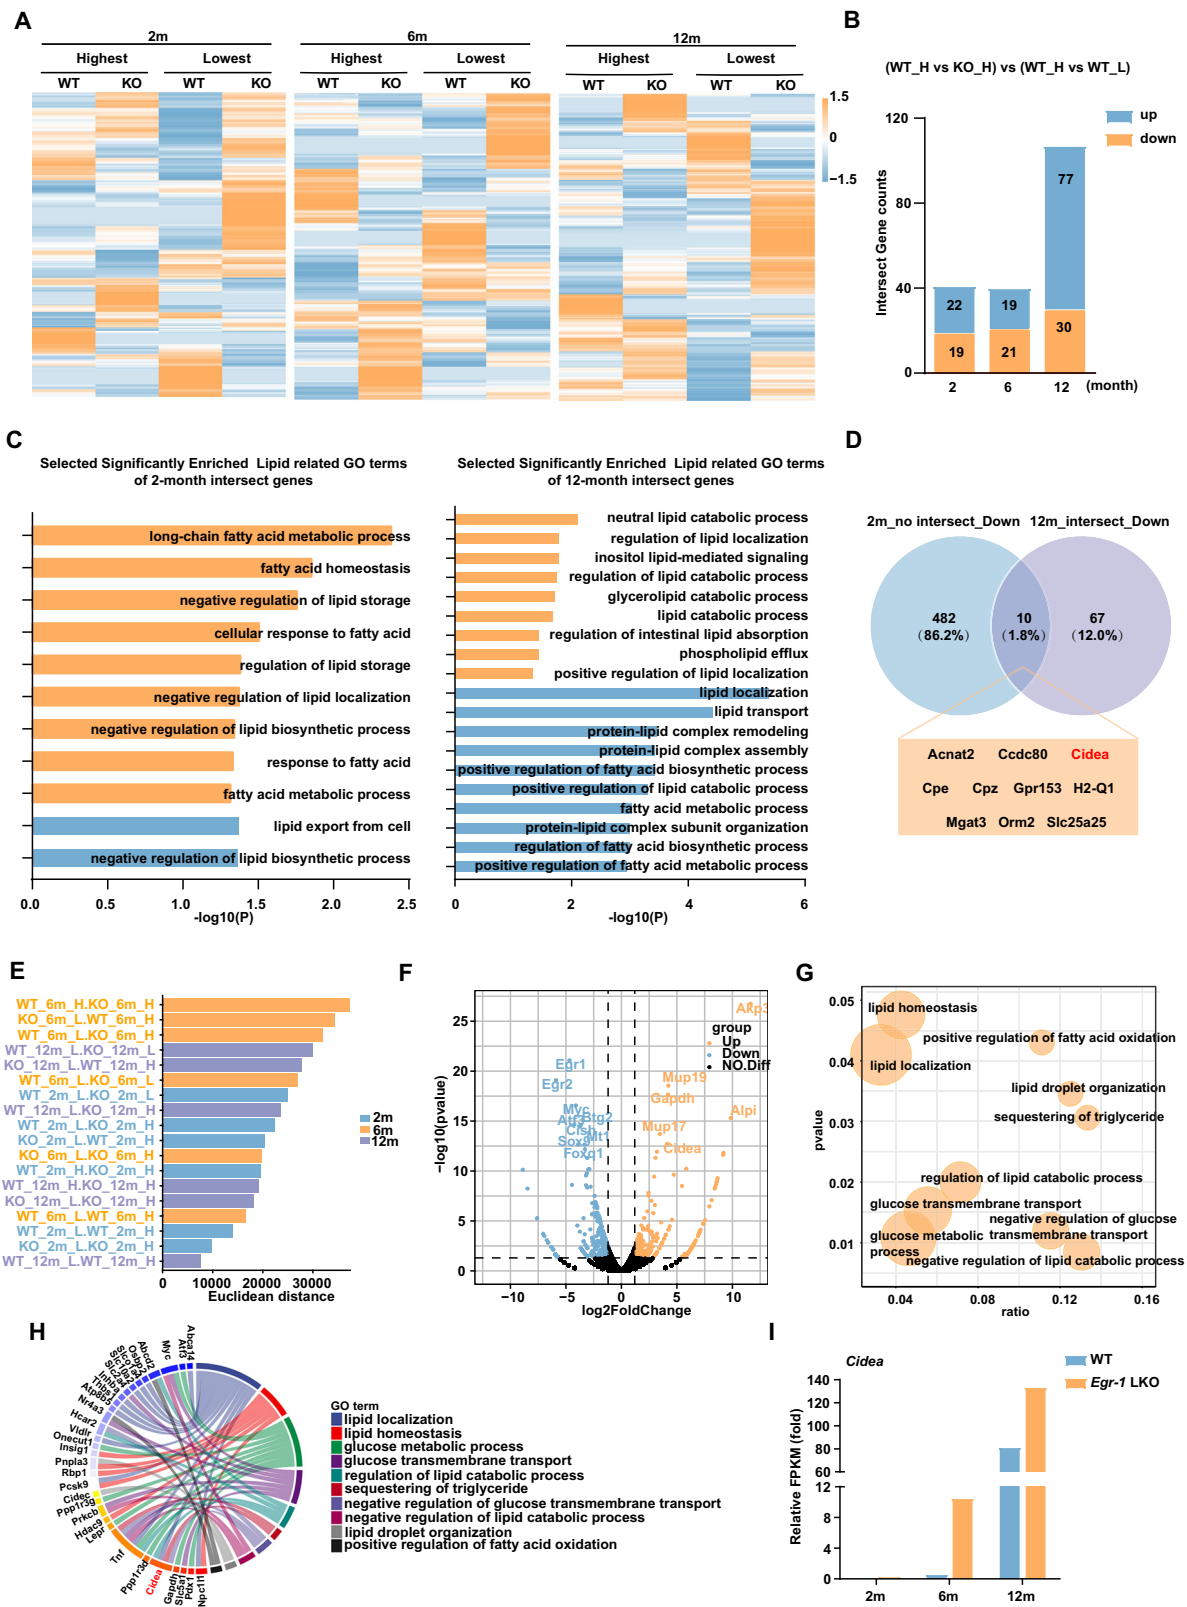 A
2m
6m
12m
Highest
Lowest
Highest
Lowest
Highest
Lowest
WT
KO
WT
KO
WT
KO
WT
KO
WT
KO
WT
KO
1.5
0
−1.5
B
(WT_H vs KO_H) vs (WT_H vs WT_L)
up
down
Intersect Gene counts
120
80
40
0
22
19
19
21
77
30
2
6
12
(month)
C
Selected Significantly Enriched Lipid related GO terms
of 2-month intersect genes
long-chain fatty acid metabolic process
fatty acid homeostasis
negative regulation of lipid storage
cellular response to fatty acid
regulation of lipid storage
negative regulation of lipid localization
negative regulation of lipid biosynthetic process
response to fatty acid
fatty acid metabolic process
lipid export from cell
negative regulation of lipid biosynthetic process
0.0
0.5
1.0
1.5
2.0
2.5
-log10(P)
Selected Significantly Enriched Lipid related GO terms
of 12-month intersect genes
neutral lipid catabolic process
regulation of lipid localization
inositol lipid-mediated signaling
regulation of lipid catabolic process
glycerolipid catabolic process
lipid catabolic process
regulation of intestinal lipid absorption
phospholipid efflux
positive regulation of lipid localization
lipid localization
lipid transport
protein-lipid complex remodeling
protein-lipid complex assembly
positive regulation of fatty acid biosynthetic process
positive regulation of lipid catabolic process
fatty acid metabolic process
protein-lipid complex subunit organization
regulation of fatty acid biosynthetic process
positive regulation of fatty acid metabolic process
0
2
4
6
-log10(P)
D
2m_no intersect_Down
12m_intersect_Down
482
(86.2%)
10
(1.8%)
67
(12.0%)
Acnat2 Ccdc80 Cidea
Cpe Cpz Gpr153 H2-Q1
Mgat3 Orm2 Slc25a25
E
WT_6m_H.KO_6m_H
KO_6m_L.WT_6m_H
WT_6m_L.KO_6m_H
WT_12m_L.KO_12m_L
KO_12m_L.WT_12m_H
WT_6m_L.KO_6m_L
WT_2m_L.KO_2m_L
WT_12m_L.KO_12m_H
WT_2m_L.KO_2m_H
KO_2m_L.WT_2m_H
KO_6m_L.KO_6m_H
WT_2m_H.KO_2m_H
WT_12m_H.KO_12m_H
KO_12m_L.KO_12m_H
WT_6m_L.WT_6m_H
WT_2m_L.WT_2m_H
KO_2m_L.KO_2m_H
WT_12m_L.WT_12m_H
0
10000
20000
30000
Euclidean distance
2m
6m
12m
F
−log10(pvalue)
25
20
15
10
5
0
−10
−5
0
5
10
log2FoldChange
group
Up
Down
NO.Diff
Akp3
Egr1
Egr2
Myc
Atf3
Btg2
Cish
Mt1
Sox9
Foxq1
Mup19
Gapdh
Alpi
Mup17
Cidea
G
pvalue
0.05
0.04
0.03
0.02
0.01
lipid homeostasis
positive regulation of fatty acid oxidation
lipid localization
lipid droplet organization
sequestering of triglyceride
regulation of lipid catabolic process
glucose transmembrane transport
negative regulation of glucose
transmembrane transport
glucose metabolic
process
negative regulation of lipid catabolic process
0.04
0.08
0.12
0.16
ratio
H
Abca14
Atf3
Myc
Abcd2
Osbp2
Slco1a4
Slc10a2
Slc2a4
Inhba
Thbs1
Atp8b5
Nr4a3
Hcar2
Vldlr
Onecut1
Insig1
Pnpla3
Rbp1
Pcsk9
Cidec
Ppp1r3g
Prkcb
Hdac9
Lepr
Tnf
Ppp1r3d
Cidea
Gapdh
Slc5a1
Pdx1
Npc1l1
GO term
lipid localization
lipid homeostasis
glucose metabolic process
glucose transmembrane transport
regulation of lipid catabolic process
sequestering of triglyceride
negative regulation of glucose transmembrane transport
negative regulation of lipid catabolic process
lipid droplet organization
positive regulation of fatty acid oxidation
I
Cidea
WT
Egr-1 LKO
Relative FPKM (fold)
140
120
100
80
60
12
8
4
0
2m
6m
12m